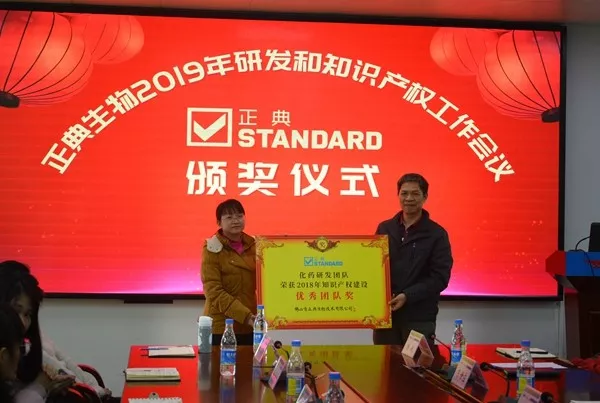 正典生物2019年研发和知识产权工作会议
正典
STANDARD
颁奖仪式
正典
STANDARD
化药研发团队
荣获2018年知识产权建设
优秀团队奖